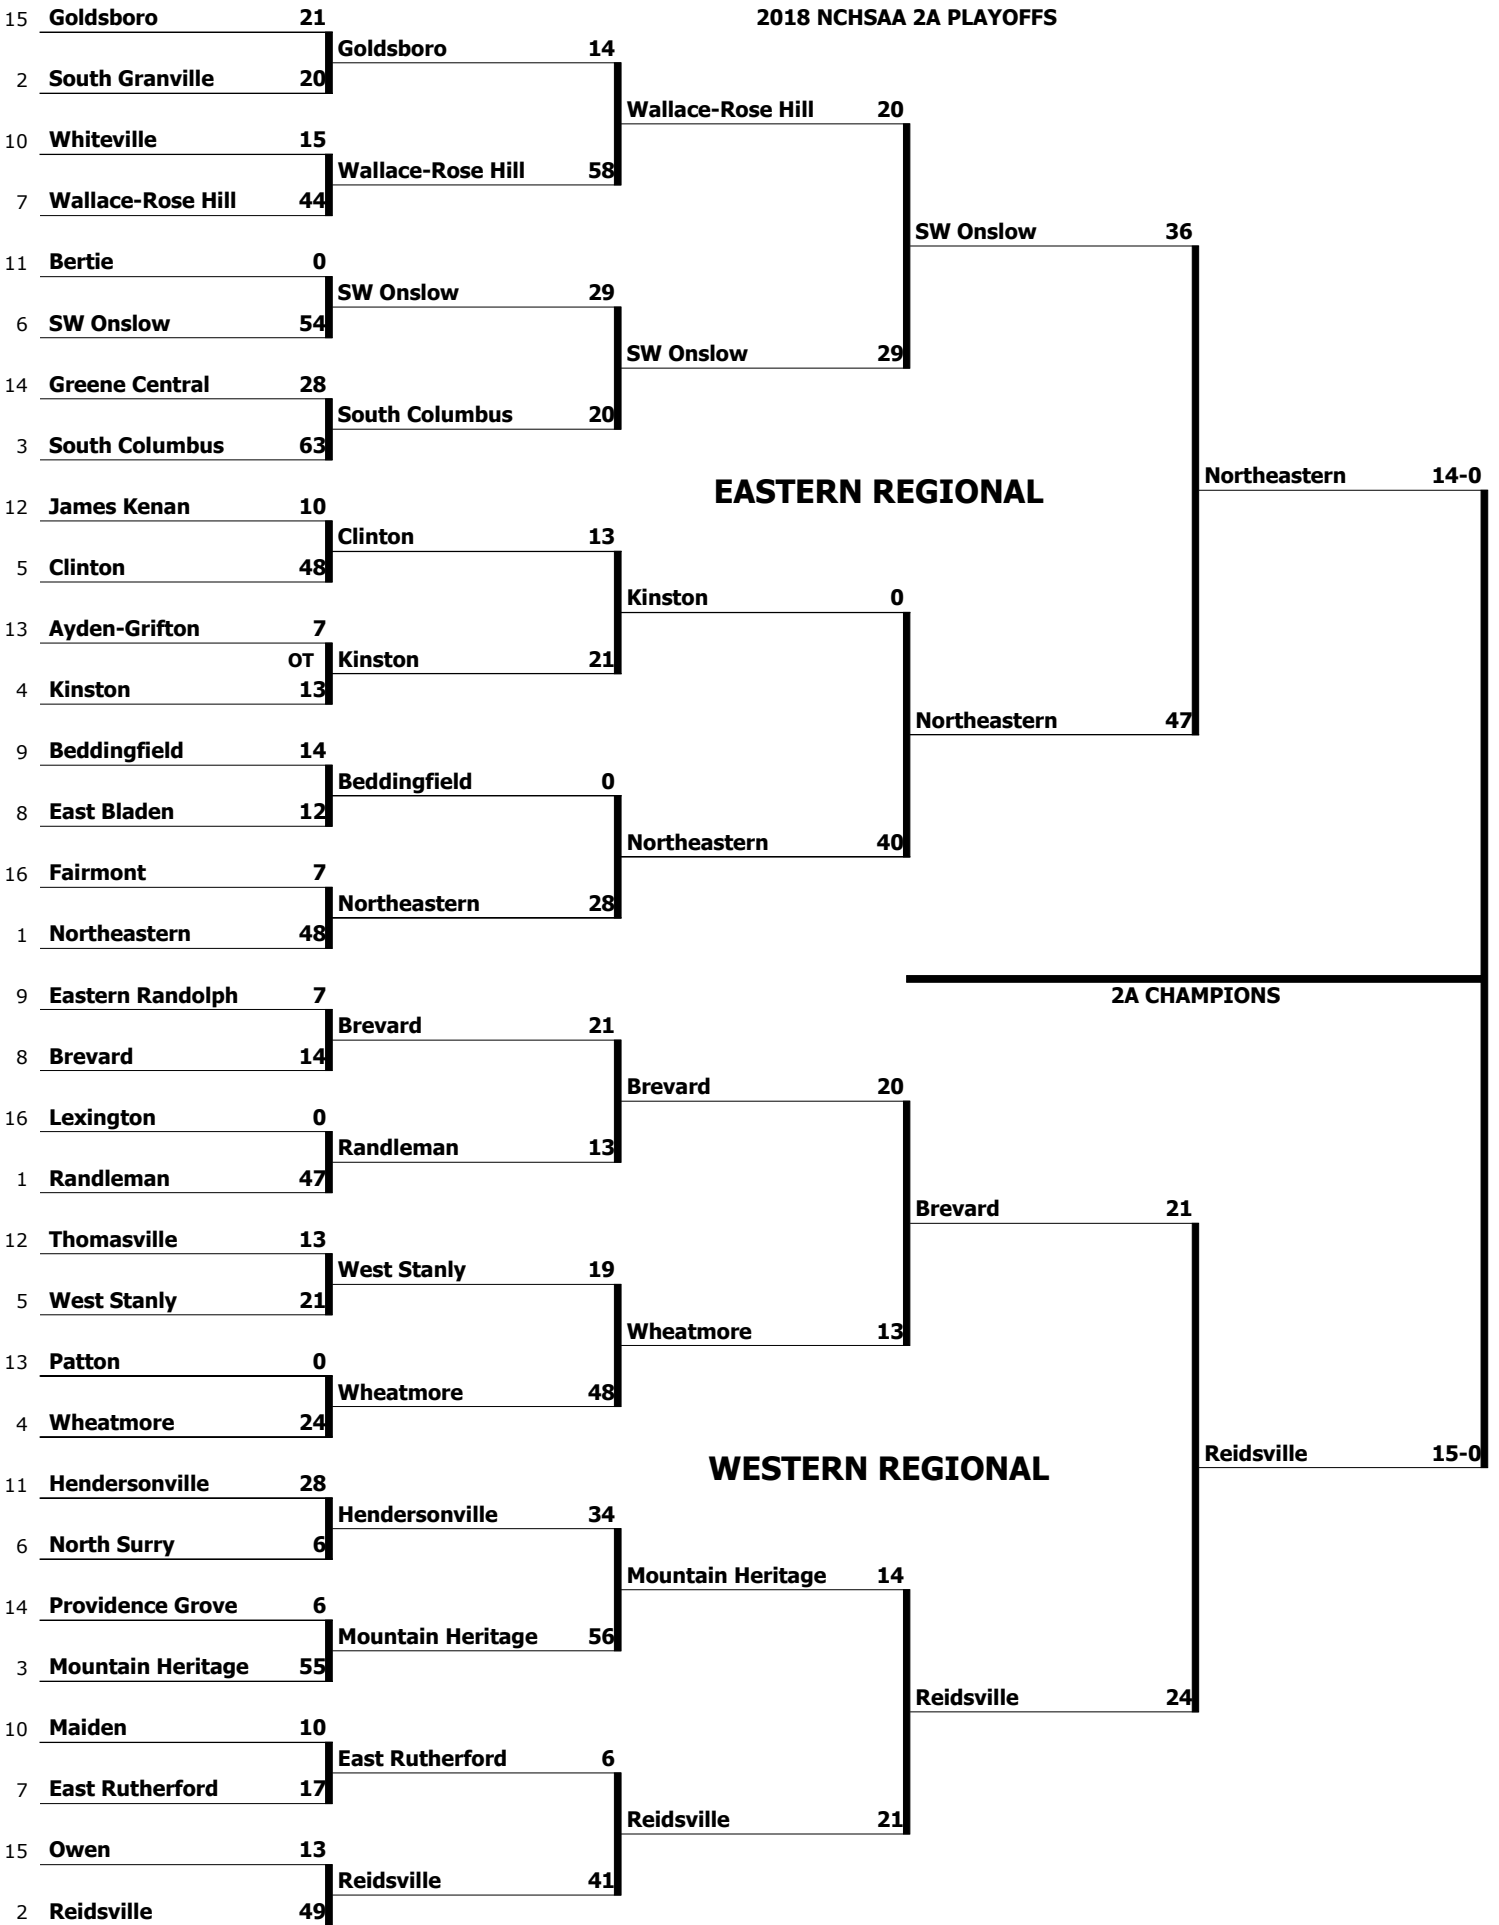 2018 NCHSAA 2A PLAYOFFS
15 Goldsboro 21
Goldsboro 14
2 South Granville 20
Wallace-Rose Hill 20
10 Whiteville 15
Wallace-Rose Hill 58
7 Wallace-Rose Hill 44
SW Onslow 36
11 Bertie 0
SW Onslow 29
6 SW Onslow 54
SW Onslow 29
14 Greene Central 28
South Columbus 20
3 South Columbus 63
Northeastern 14-0
EASTERN REGIONAL
12 James Kenan 10
Clinton 13
5 Clinton 48
Kinston 0
13 Ayden-Grifton 7
OT Kinston 21
4 Kinston 13
Northeastern 47
9 Beddingfield 14
Beddingfield 0
8 East Bladen 12
Northeastern 40
16 Fairmont 7
Northeastern 28
1 Northeastern 48
9 Eastern Randolph 7
2A CHAMPIONS
Brevard 21
8 Brevard 14
Brevard 20
16 Lexington 0
Randleman 13
1 Randleman 47
Brevard 21
12 Thomasville 13
West Stanly 19
5 West Stanly 21
Wheatmore 13
13 Patton 0
Wheatmore 48
4 Wheatmore 24
Reidsville 15-0
WESTERN REGIONAL
11 Hendersonville 28
Hendersonville 34
6 North Surry 6
Mountain Heritage 14
14 Providence Grove 6
Mountain Heritage 56
3 Mountain Heritage 55
Reidsville 24
10 Maiden 10
East Rutherford 6
7 East Rutherford 17
Reidsville 21
15 Owen 13
Reidsville 41
2 Reidsville 49